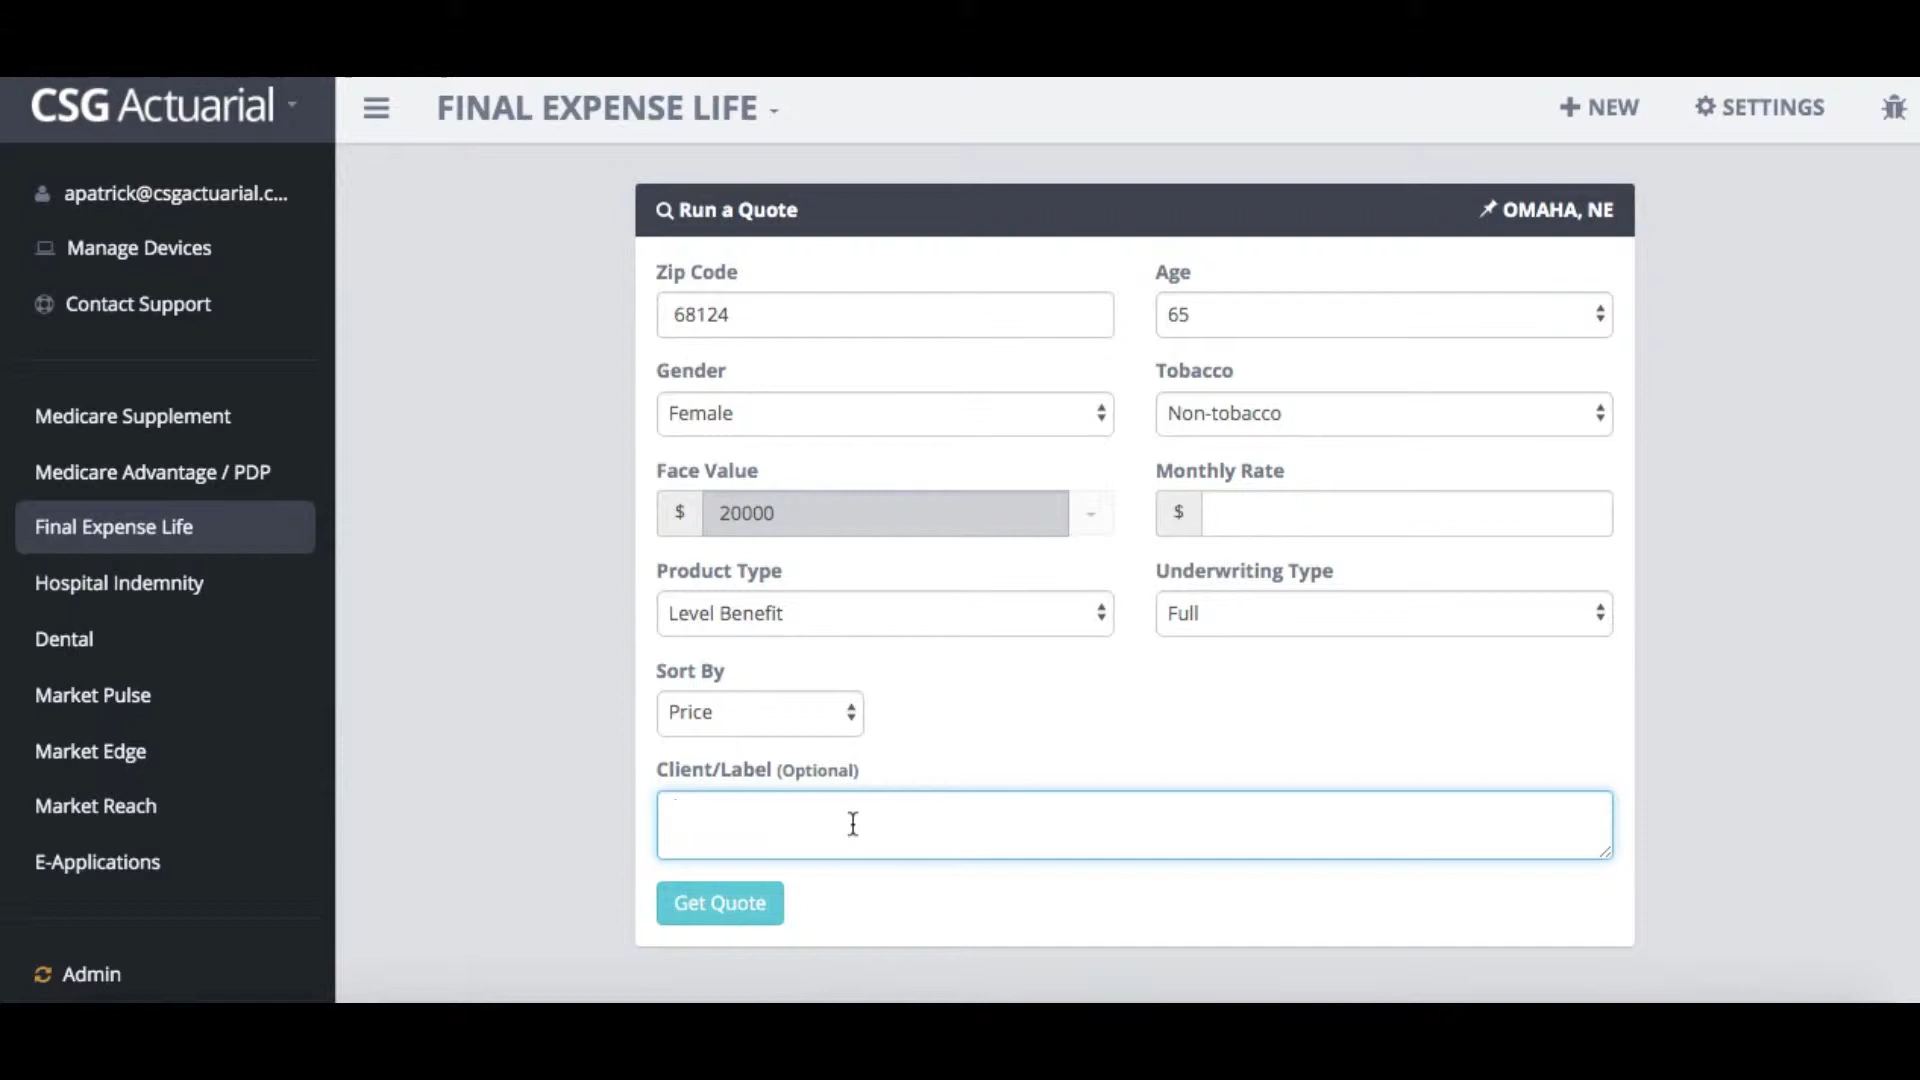 CSG Actuarial
FINAL EXPENSE LIFE
NEW
SETTINGS
apatrick@csgactuarial.c...
Manage Devices
Contact Support
Medicare Supplement
Medicare Advantage / PDP
Final Expense Life
Hospital Indemnity
Dental
Market Pulse
Market Edge
Market Reach
E-Applications
Admin
Run a Quote
OMAHA, NE
Zip Code
Age
68124
65
Gender
Tobacco
Female
Non-tobacco
Face Value
Monthly Rate
$ 20000
$
Product Type
Underwriting Type
Level Benefit
Full
Sort By
Price
Client/Label (Optional)
Get Quote